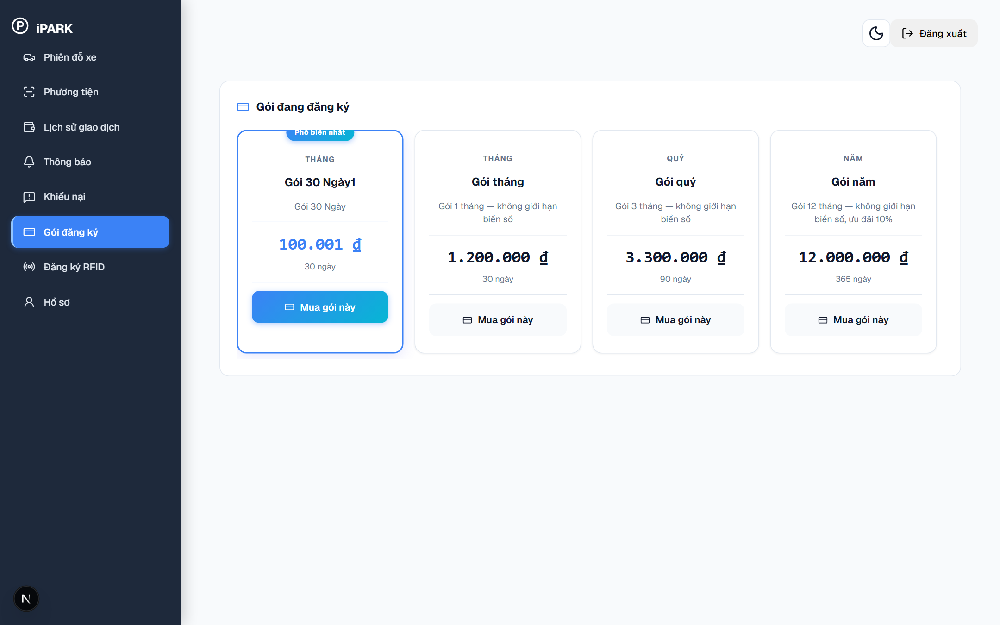 iPARK
Phiên đỗ xe
Phương tiện
Lịch sử giao dịch
Thông báo
Khiếu nại
Gói đăng ký
Đăng ký RFID
Hồ sơ
N
Đăng xuất
Gói đang đăng ký
Phổ biến nhất
THÁNG
Gói 30 Ngày1
Gói 30 Ngày
100.001 ₫
30 ngày
Mua gói này
THÁNG
Gói tháng
Gói 1 tháng — không giới hạn
biển số
1.200.000 ₫
30 ngày
Mua gói này
QUÝ
Gói quý
Gói 3 tháng — không giới hạn
biển số
3.300.000 ₫
90 ngày
Mua gói này
NĂM
Gói năm
Gói 12 tháng — không giới hạn
biển số, ưu đãi 10%
12.000.000 ₫
365 ngày
Mua gói này